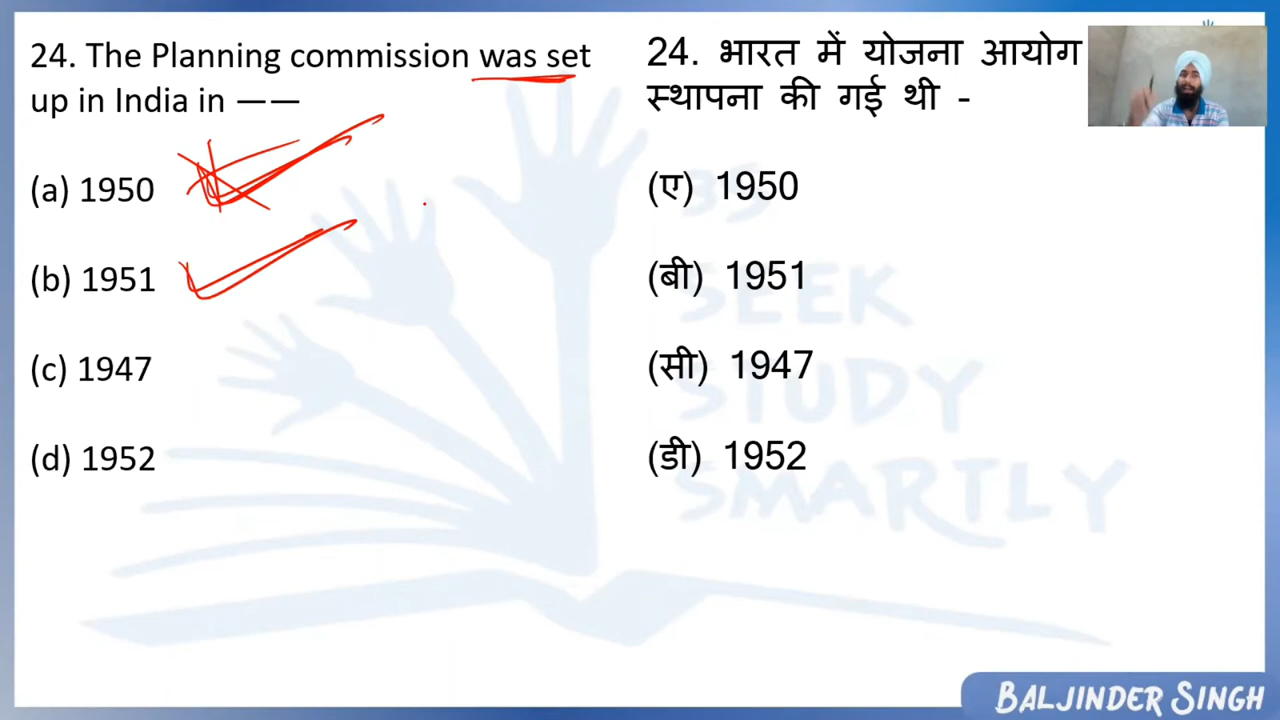 24. The Planning commission was set
up in India in ——
(a) 1950
(b) 1951
(c) 1947
(d) 1952
24. भारत में योजना आयोग
स्थापना की गई थी -
(ए) 1950
(बी) 1951
(सी) 1947
(डी) 1952
SEEK
STUDY
SMARTLY
BALJINDER SINGH